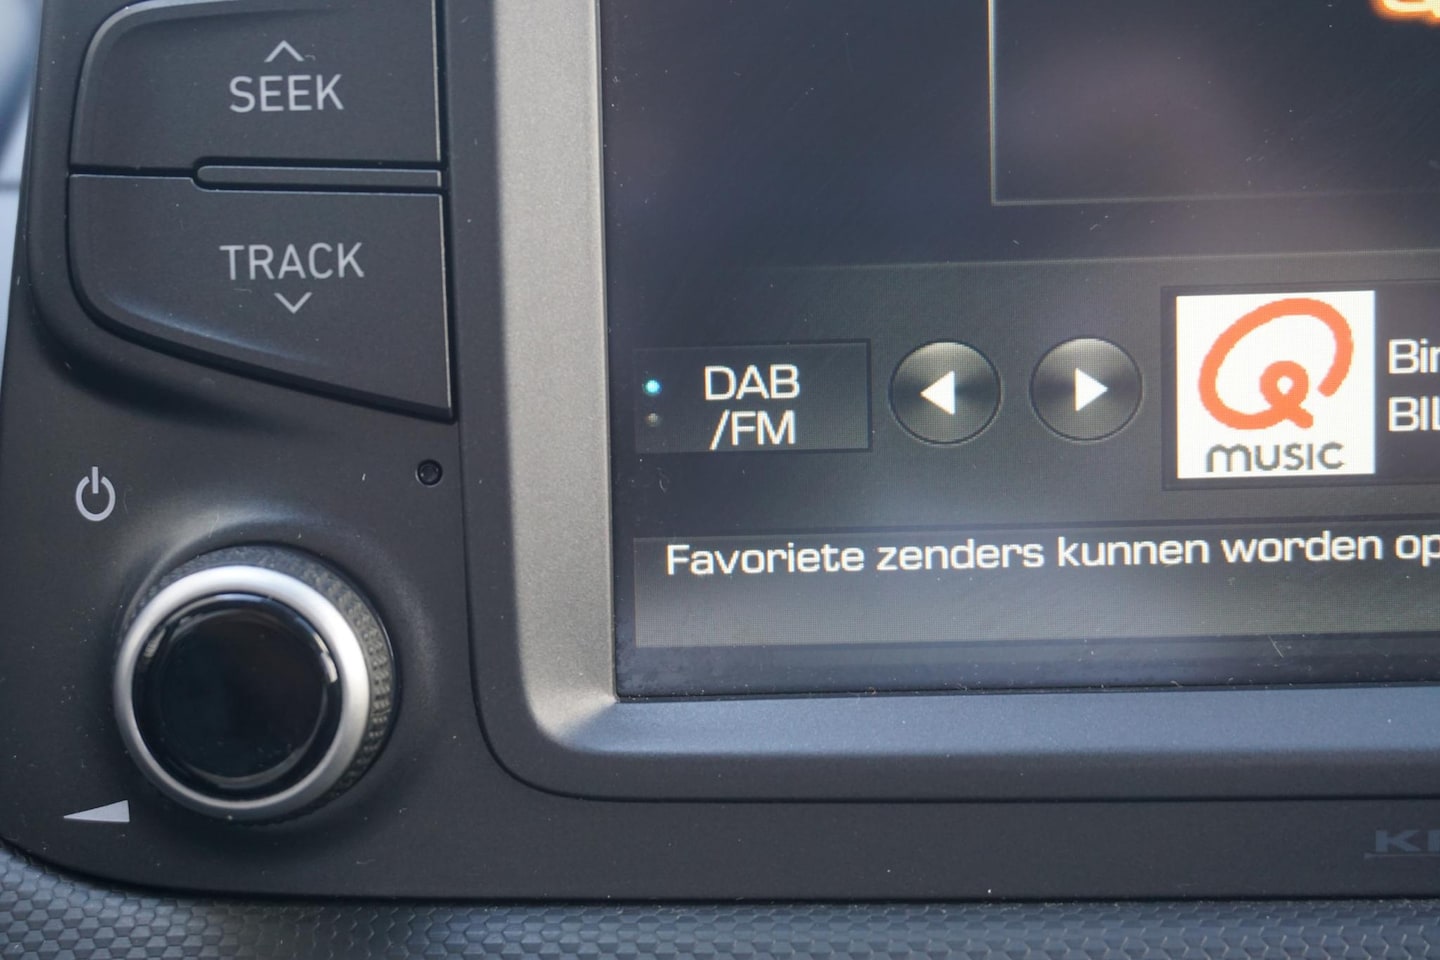 SEEK
TRACK
DAB
/FM
MUSIC
Favoriete zenders kunnen worden op